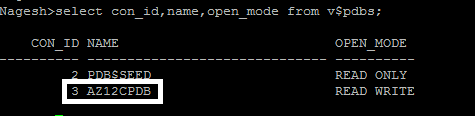 Nagesh>select con_id,name,open_mode from v$pdbs;
CON_ID NAME OPEN_MODE
---------- ------------------------------ ----------
2 PDB$SEED READ ONLY
3 AZ12CPDB READ WRITE